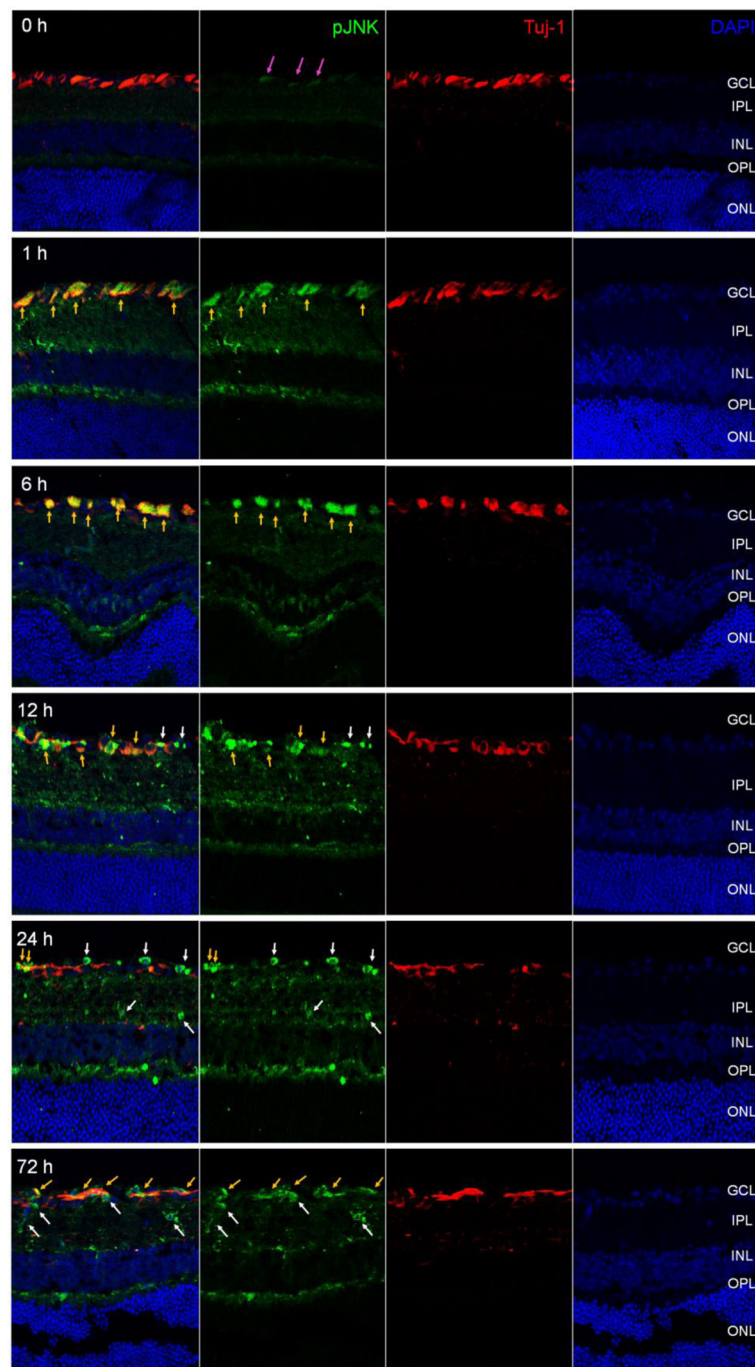 0 h pJNK Tuj-1 DAPI
GCL
IPL
INL
OPL
ONL
1 h
GCL
IPL
INL
OPL
ONL
6 h
GCL
IPL
INL
OPL
ONL
12 h
GCL
IPL
INL
OPL
ONL
24 h
GCL
IPL
INL
OPL
ONL
72 h
GCL
IPL
INL
OPL
ONL